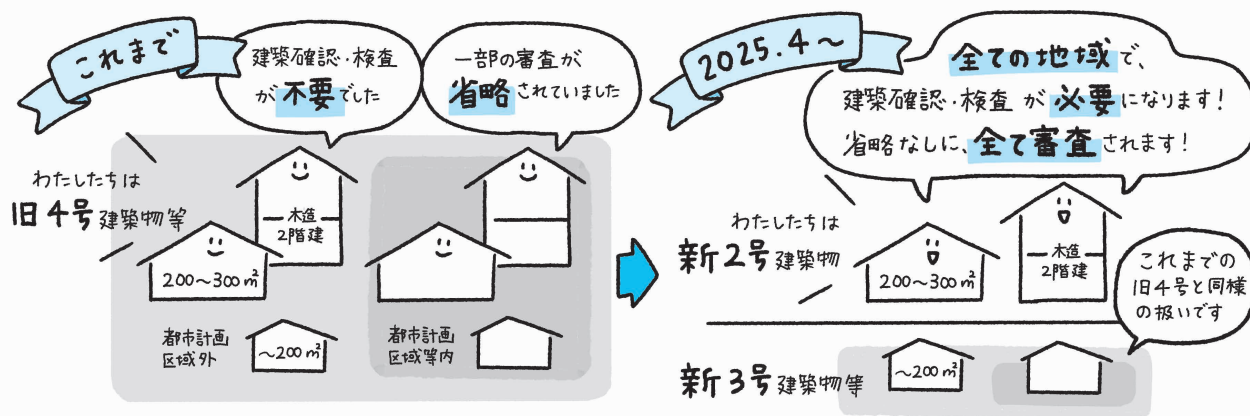 これまで
建築確認・検査
が不要でした
一部の審査が
省略されていました
わたしたちは
旧4号建築物等
木造
2階建
200〜300㎡
都市計画
区域外
〜200㎡
都市計画
区域等内
2025.4〜
全ての地域で、
建築確認・検査が必要になります!
省略なしに、全て審査されます!
わたしたちは
新2号建築物
200〜300㎡
木造
2階建
これまでの
旧4号と同様
の扱いです
新3号建築物等
〜200㎡